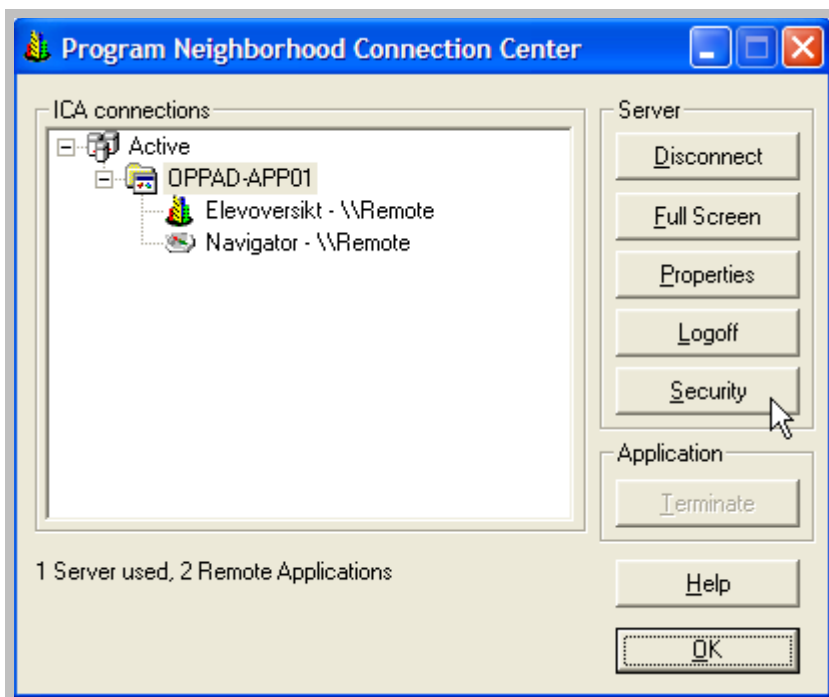 Program Neighborhood Connection Center
ICA connections
Active
OPPAD-APP01
Elevoversikt - \\Remote
Navigator - \\Remote
1 Server used, 2 Remote Applications
Server
Disconnect
Full Screen
Properties
Logoff
Security
Application
Terminate
Help
OK